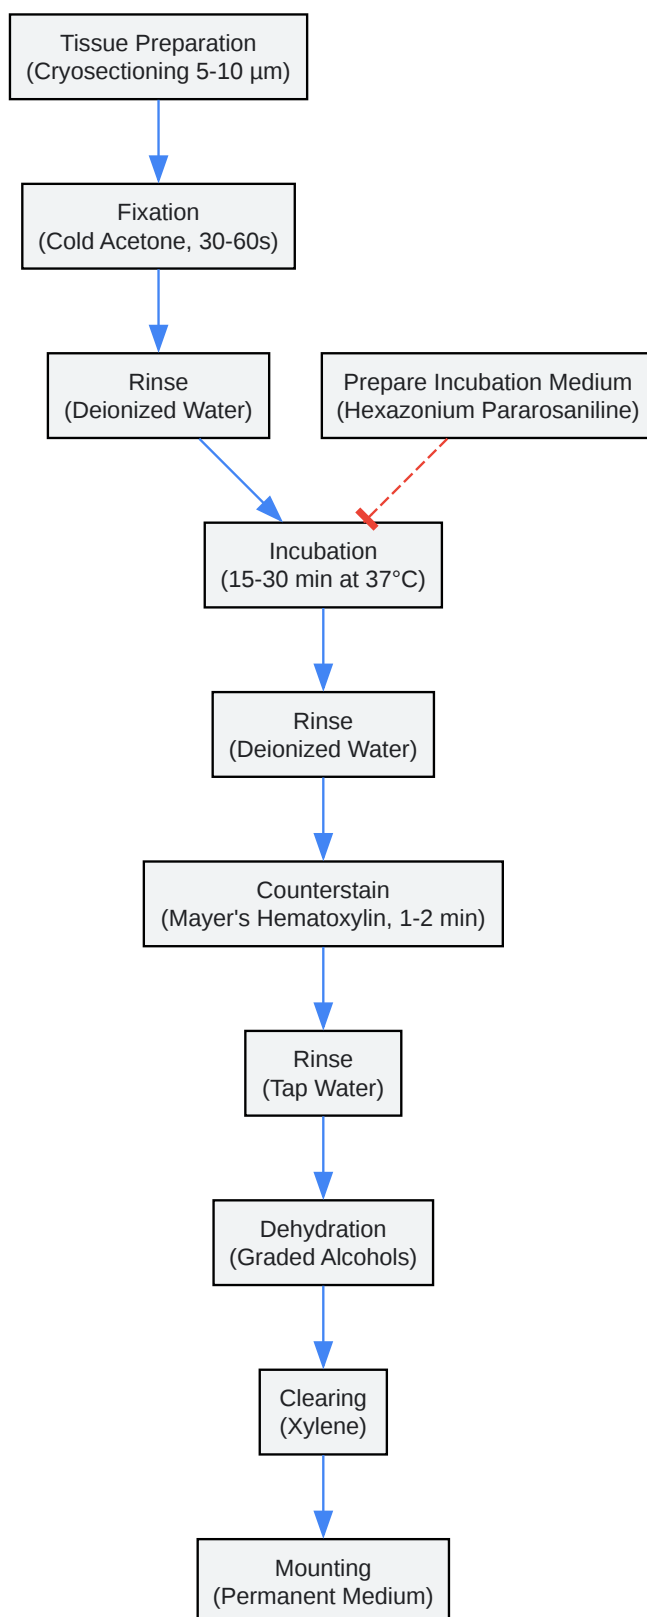 Tissue Preparation
(Cryosectioning 5-10 µm)
Fixation
(Cold Acetone, 30-60s)
Rinse
(Deionized Water)
Prepare Incubation Medium
(Hexazonium Pararosaniline)
Incubation
(15-30 min at 37°C)
Rinse
(Deionized Water)
Counterstain
(Mayer's Hematoxylin, 1-2 min)
Rinse
(Tap Water)
Dehydration
(Graded Alcohols)
Clearing
(Xylene)
Mounting
(Permanent Medium)